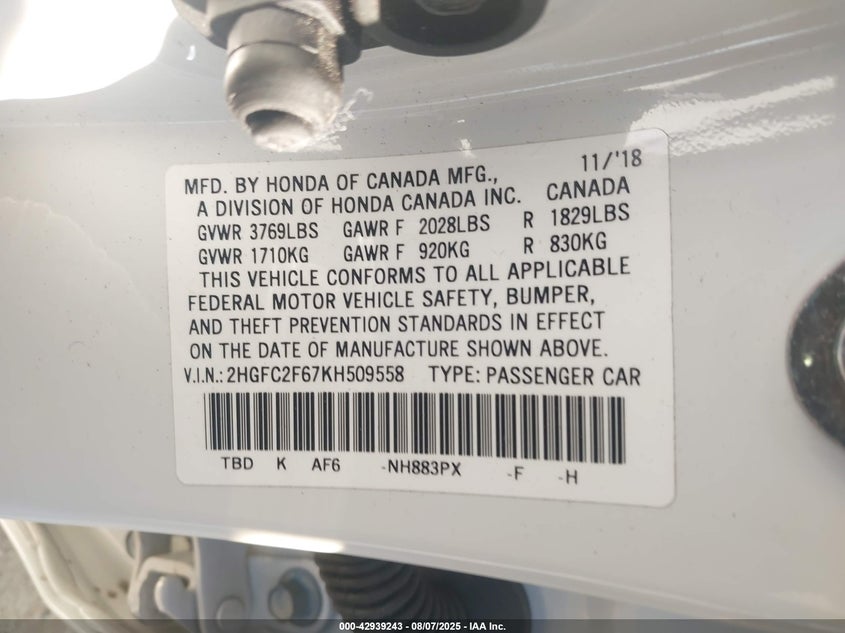 11/'18
MFD. BY HONDA OF CANADA MFG.,
A DIVISION OF HONDA CANADA INC. CANADA
GVWR 3769LBS GAWR F 2028LBS R 1829LBS
GVWR 1710KG GAWR F 920KG R 830KG
THIS VEHICLE CONFORMS TO ALL APPLICABLE
FEDERAL MOTOR VEHICLE SAFETY, BUMPER,
AND THEFT PREVENTION STANDARDS IN EFFECT
ON THE DATE OF MANUFACTURE SHOWN ABOVE.
V.I.N.: 2HGFC2F67KH509558 TYPE: PASSENGER CAR
TBD K AF6 -NH883PX -F -H
000-42939243 - 08/07/2025 - IAA Inc.